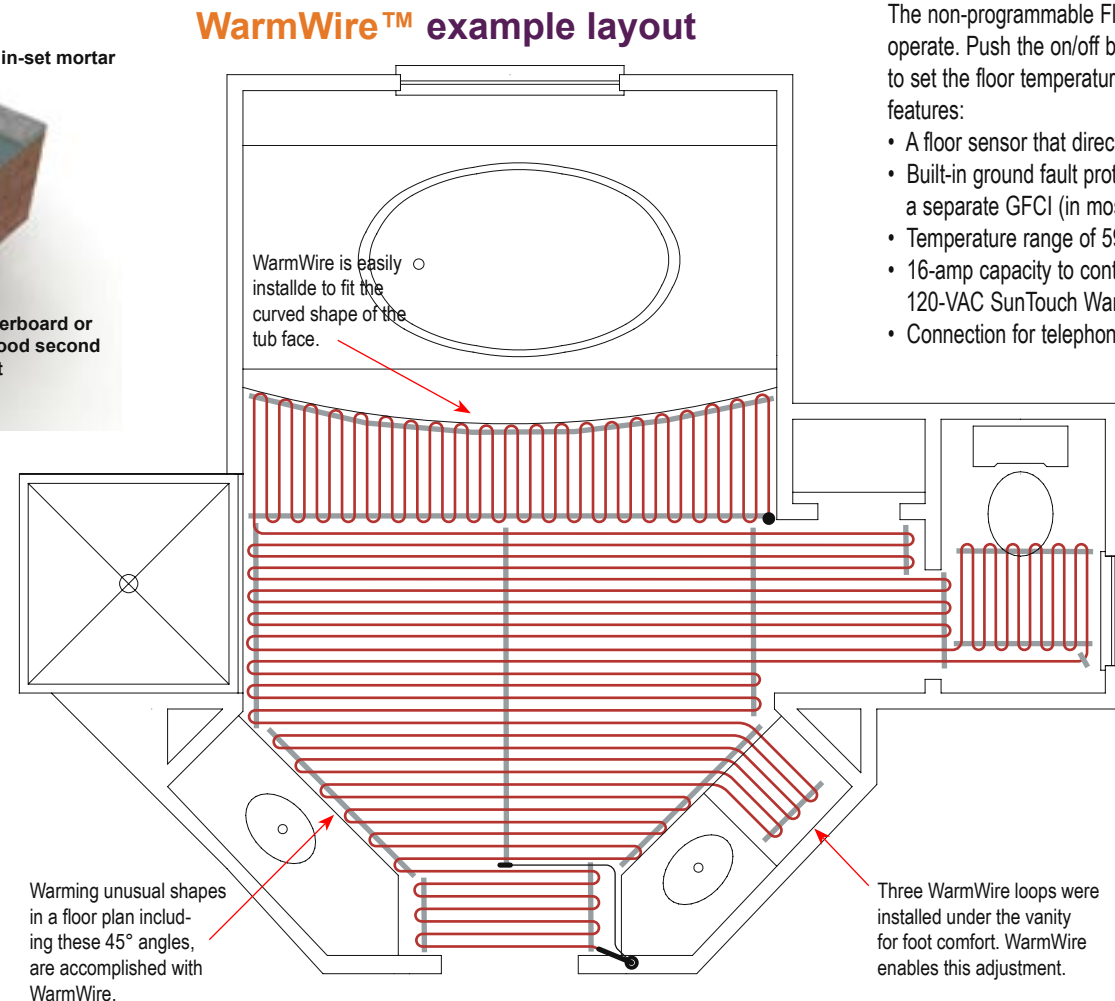 WarmWire™ example layout
in-set mortar
erboard or
ood second
t
The non-programmable Fl
operate. Push the on/off b
to set the floor temperatur
features:
• A floor sensor that direc
• Built-in ground fault prot
a separate GFCI (in mos
• Temperature range of 59
• 16-amp capacity to cont
120-VAC SunTouch War
• Connection for telephon
WarmWire is easily
installde to fit the
curved shape of the
tub face.
Warming unusual shapes
in a floor plan includ-
ing these 45° angles,
are accomplished with
WarmWire.
Three WarmWire loops were
installed under the vanity
for foot comfort. WarmWire
enables this adjustment.